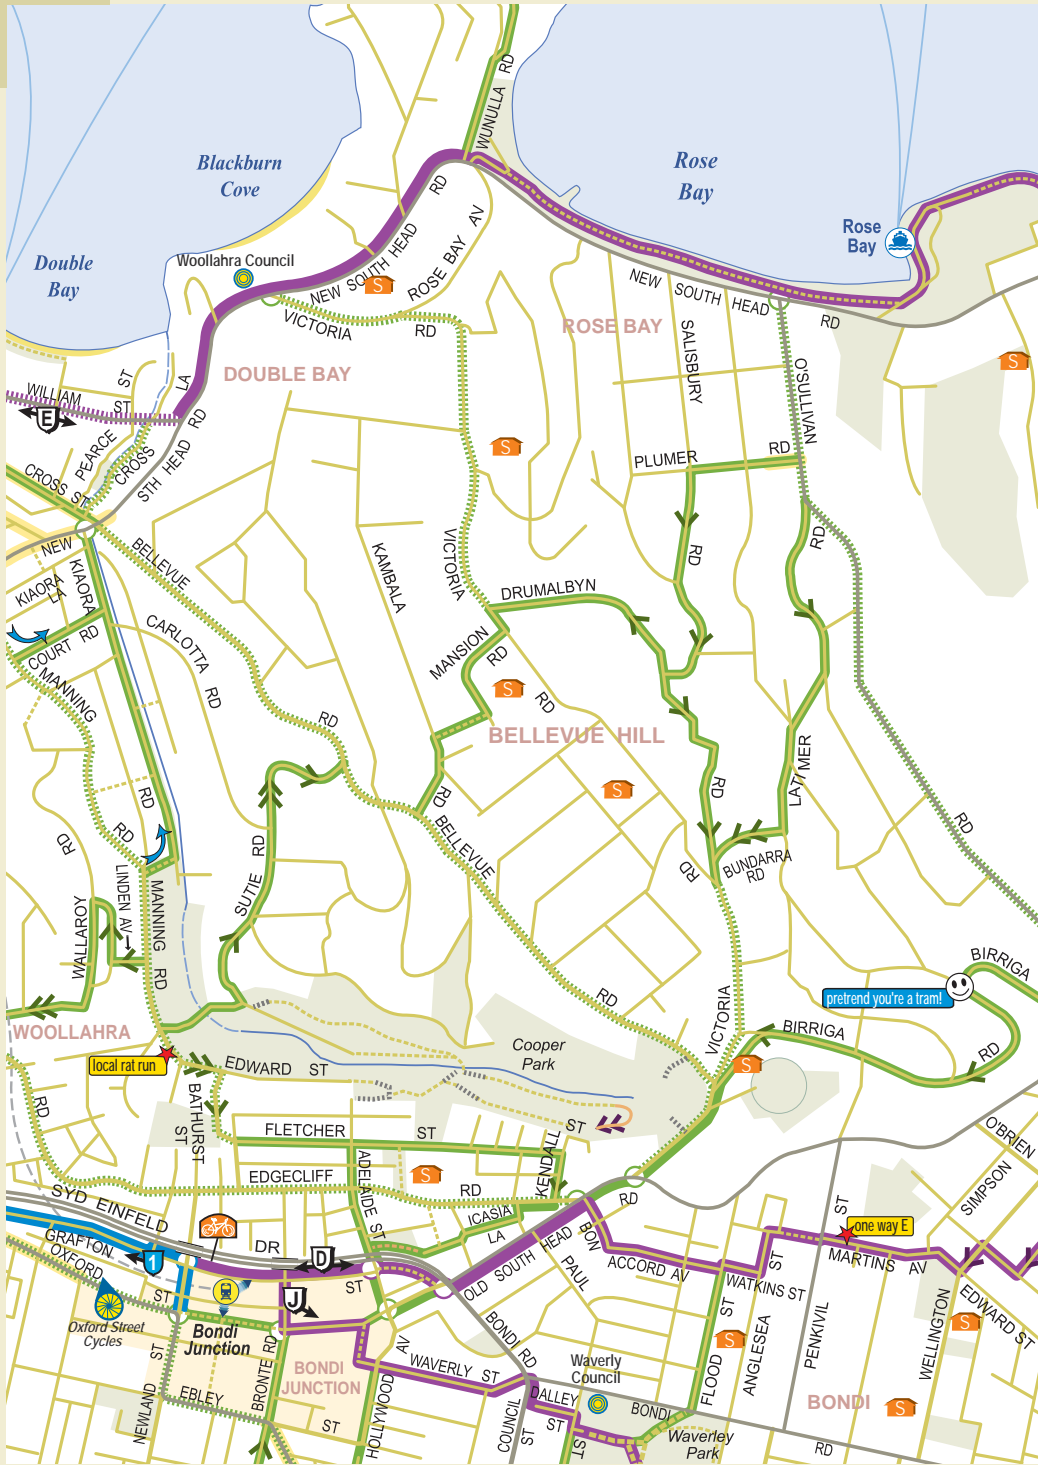 WUNULLA RD
Blackburn
Cove
Rose
Bay
Rose
Bay
Double
Bay
Woollahra Council
NEW SOUTH HEAD RD
S
ROSE BAY AV
VICTORIA RD
NEW SOUTH HEAD RD
ROSE BAY
SALISBURY
O'SULLIVAN
S
DOUBLE BAY
WILLIAM ST
E
ST
LA
PEARCE
CROSS
STH HEAD RD
CROSS ST
NEW
S
PLUMER RD
KIAORA
LA
KIAORA
BELLEVUE
KAMBALA
VICTORIA
DRUMALBYN
RD
RD
COURT RD
CARLOTTA
RD
MANNING
MANSION
RD
S
RD
RD
BELLEVUE HILL
RD
LATIMER
S
RD
RD
RD
RD
RD
BELLEVUE
RD
SUTIE RD
RD
BUNDARRA
RD
LINDEN AV
MANNING
RD
WALLAROY
BIRRIGA
pretrend you're a tram!
RD
VICTORIA
BIRRIGA
RD
WOOLLAHRA
local rat run
EDWARD ST
Cooper
Park
S
RD
BATHURST
ST
FLETCHER ST
ST
KENDALL
O'BRIEN
EDGECLIFF
RD
ADELAIDE ST
S
SIMPSON
SYD EINFELD
DR
ICASIA
LA
RD
ST
one way E
GRAFTON
1
D
OLD SOUTH HEAD
BON
ACCORD AV
MARTINS AV
OXFORD
ST
J
ST
PAUL
WATKINS ST
ST
EDWARD ST
Oxford Street
Cycles
Bondi
Junction
BONDI RD
ST
S
ANGLESEA
PENKIVIL
WELLINGTON
S
ST
BRONTE RD
BONDI
JUNCTION
AV
WAVERLY ST
Waverly
Council
FLOOD
NEWLAND
EBLEY
ST
HOLLYWOOD
COUNCIL
ST
DALLEY
ST
ST
BONDI
Waverley
Park
BONDI
S
RD